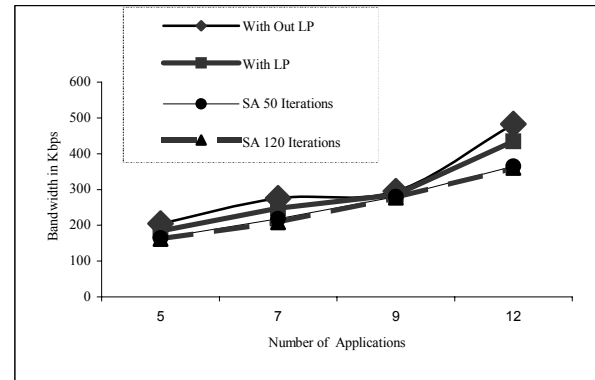 With Out LP
With LP
SA 50 Iterations
SA 120 Iterations
600
500
400
300
200
100
0
Bandwidth in Kbps
5 7 9 12
Number of Applications